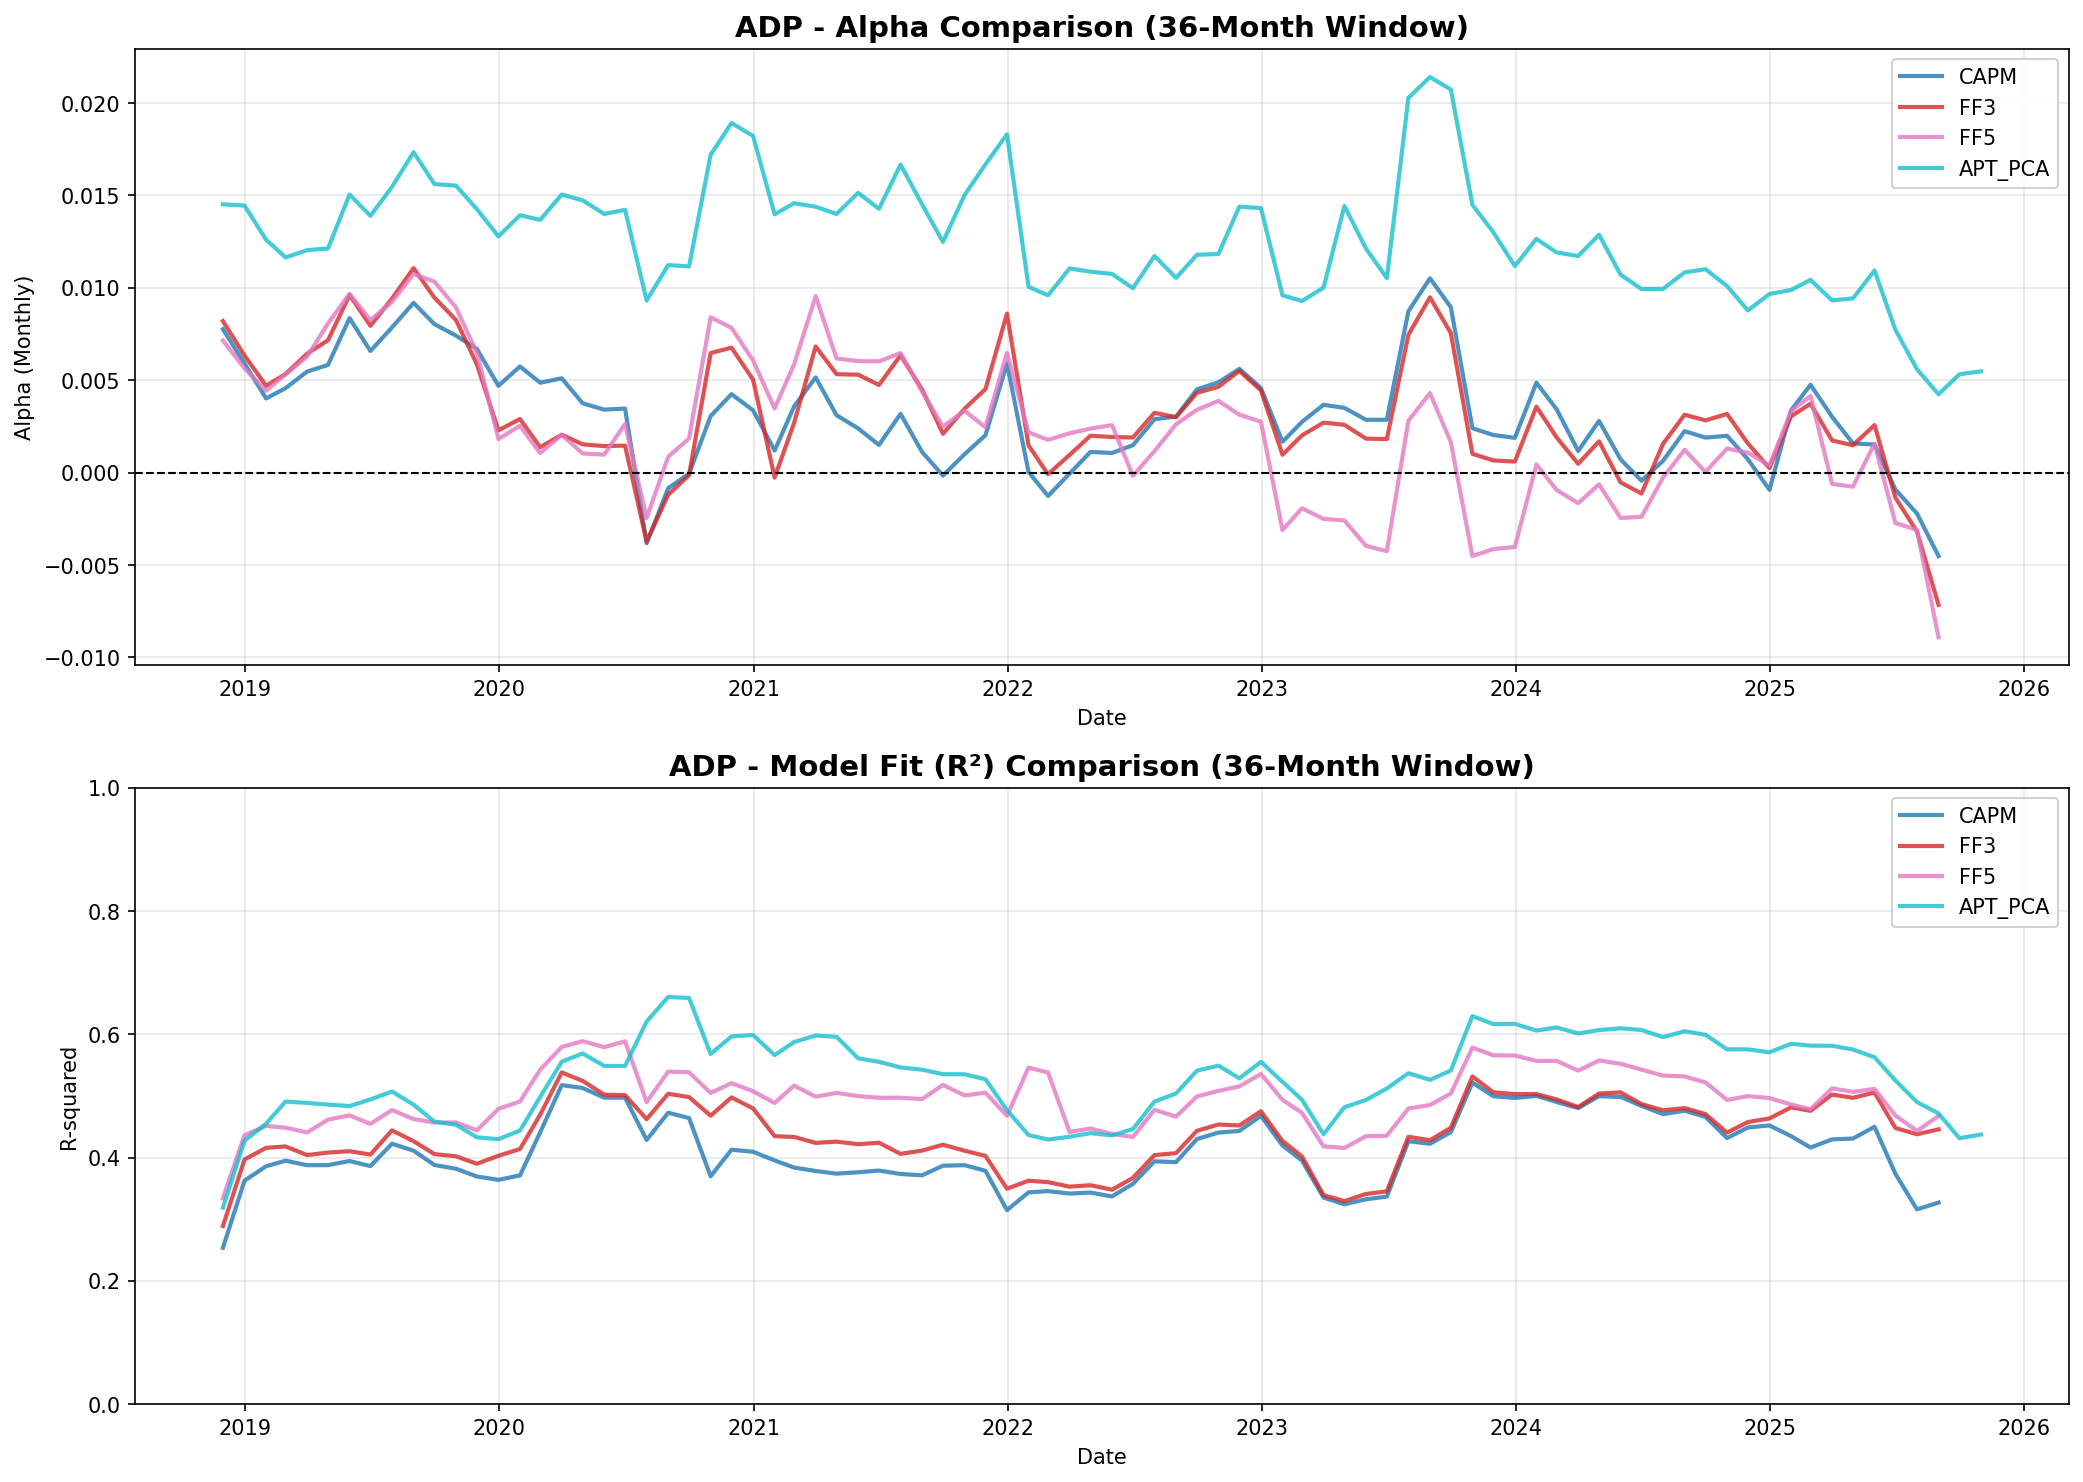 ADP - Alpha Comparison (36-Month Window)
Alpha (Monthly)
0.020
0.015
0.010
0.005
0.000
−0.005
−0.010
CAPM
FF3
FF5
APT_PCA
2019 2020 2021 2022 2023 2024 2025 2026
Date
ADP - Model Fit (R²) Comparison (36-Month Window)
R-squared
1.0
0.8
0.6
0.4
0.2
0.0
CAPM
FF3
FF5
APT_PCA
2019 2020 2021 2022 2023 2024 2025 2026
Date